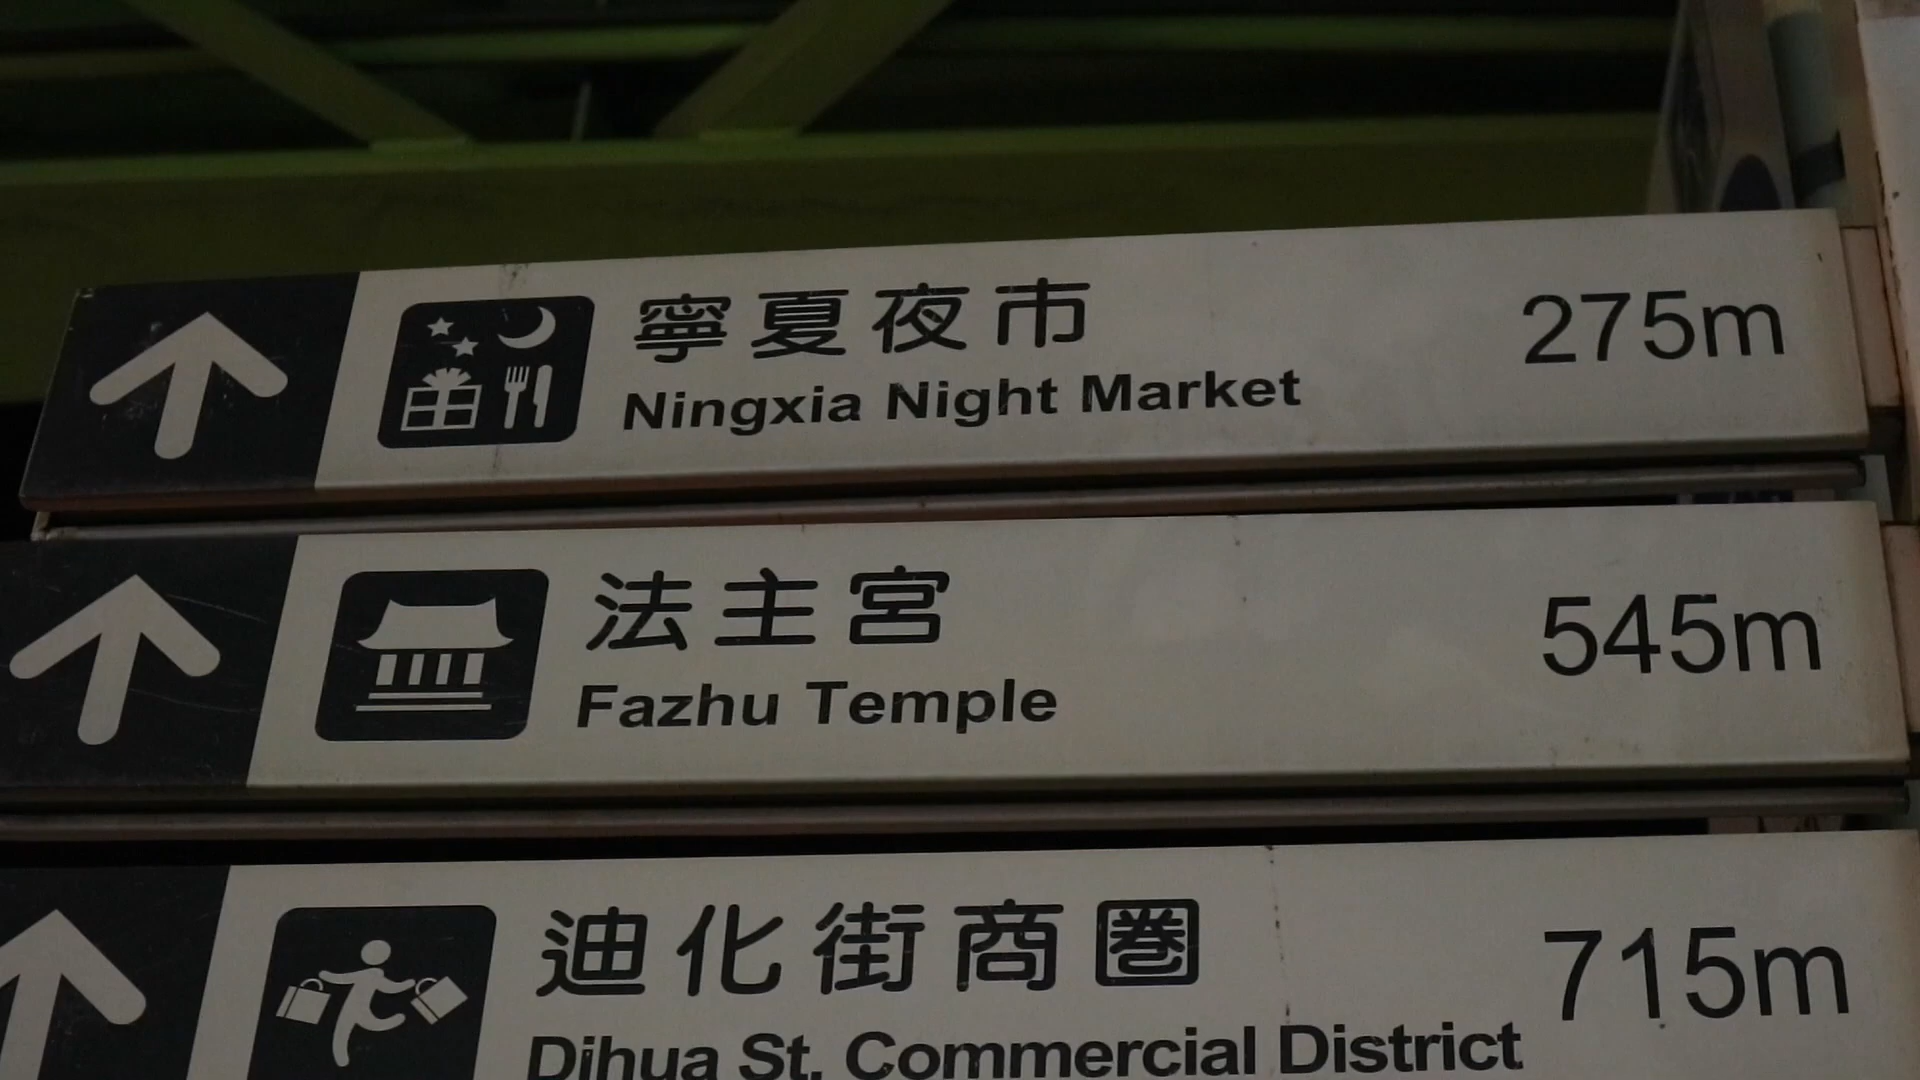 寧夏夜市
Ningxia Night Market
275m
法主宮
Fazhu Temple
545m
迪化街商圈
Dihua St. Commercial District
715m